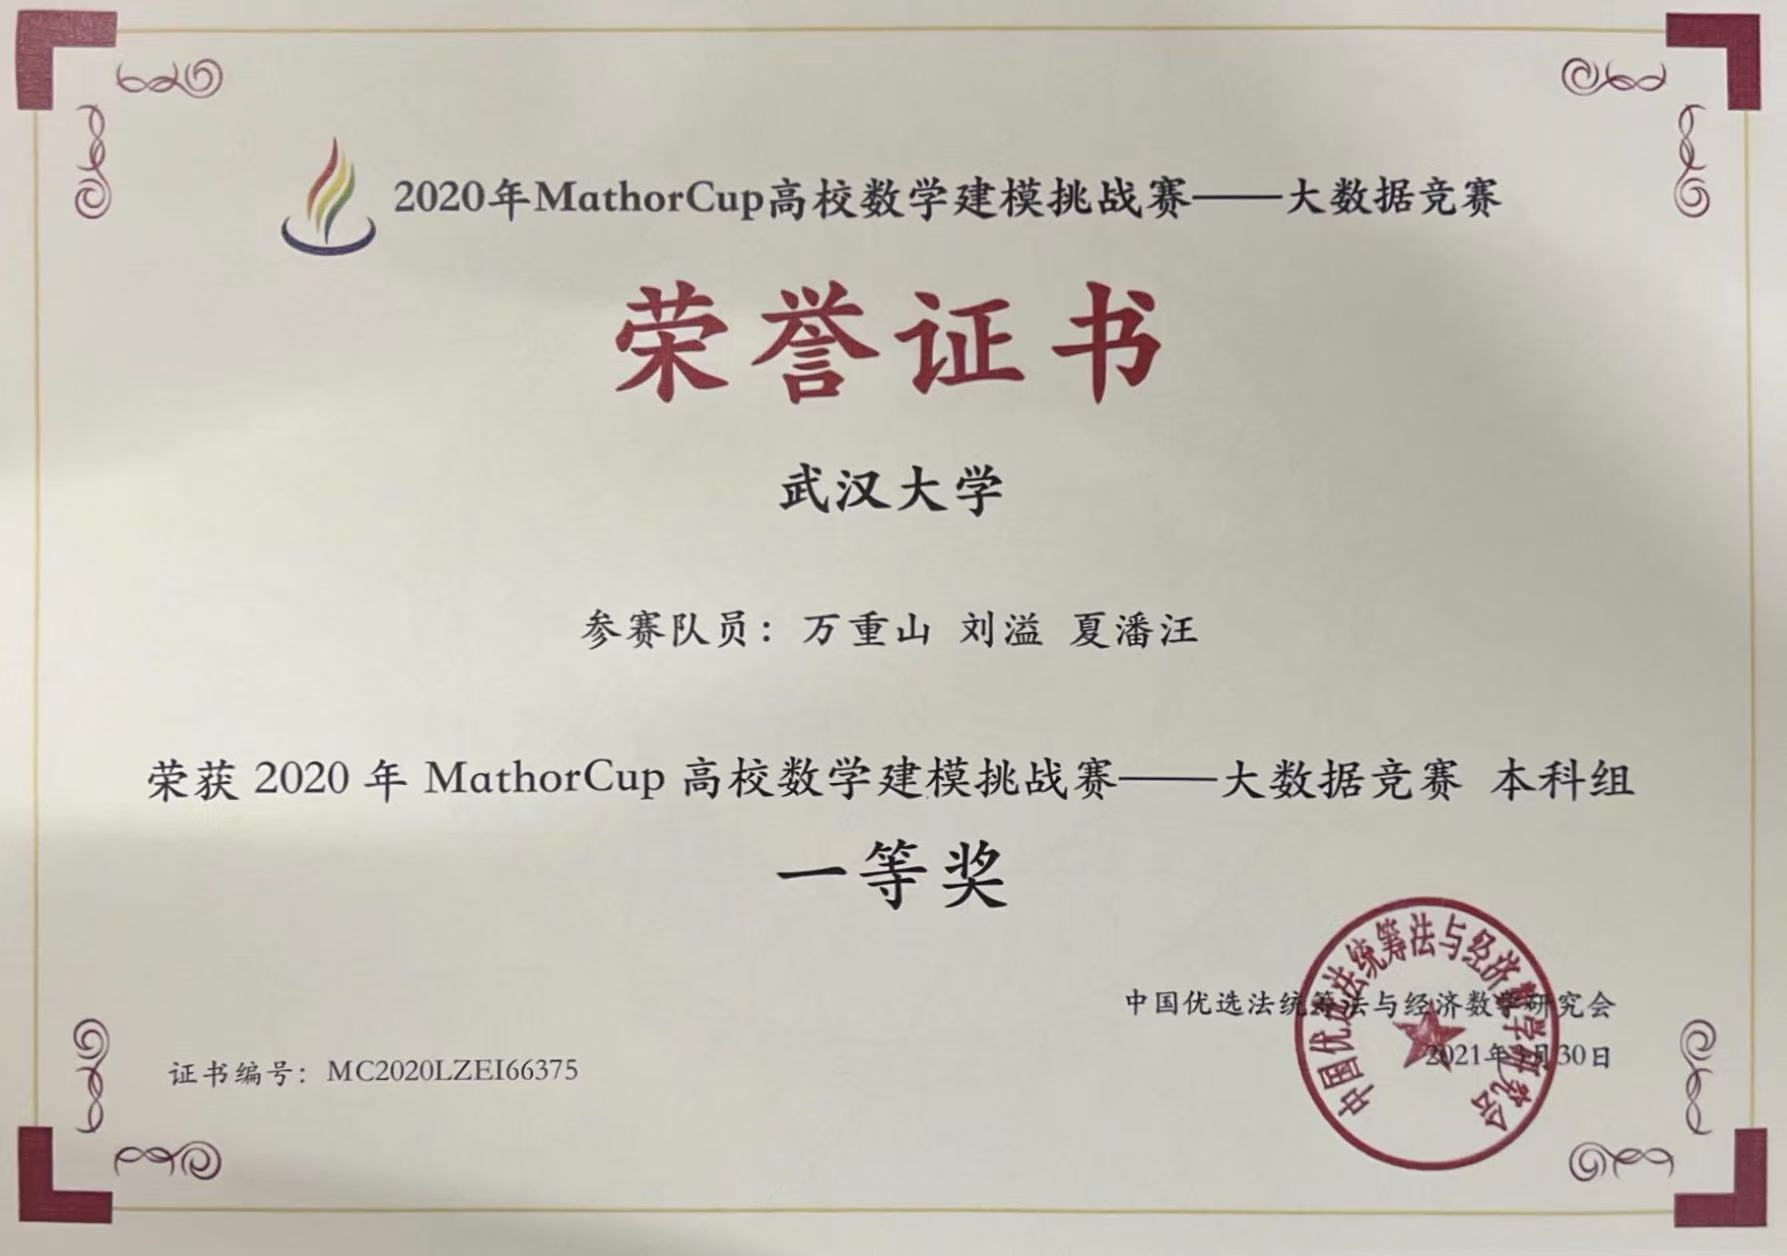 2020年MathorCup高校数学建模挑战赛——大数据竞赛
荣誉证书
武汉大学
参赛队员：万重山 刘溢 夏潘汪
荣获 2020 年 MathorCup 高校数学建模挑战赛——大数据竞赛 本科组
一等奖
中国优选法统筹法与经济数学研究会
2021年 月30日
证书编号：MC2020LZEI66375
中国优选法统筹法与经济数学研究会